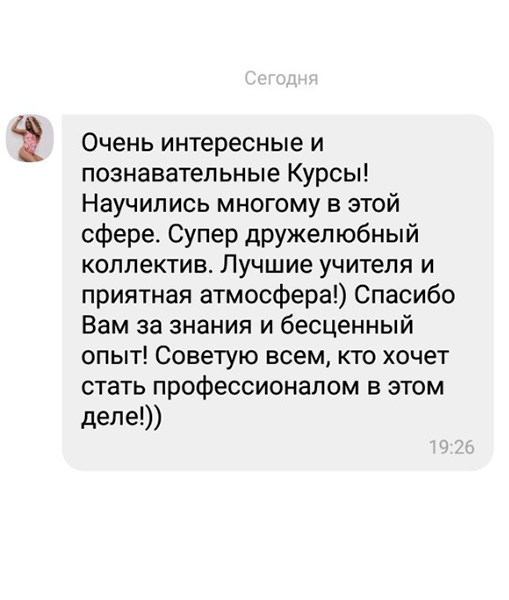 Сегодня
Очень интересные и
познавательные Курсы!
Научились многому в этой
сфере. Супер дружелюбный
коллектив. Лучшие учителя и
приятная атмосфера!) Спасибо
Вам за знания и бесценный
опыт! Советую всем, кто хочет
стать профессионалом в этом
деле!))
19:26